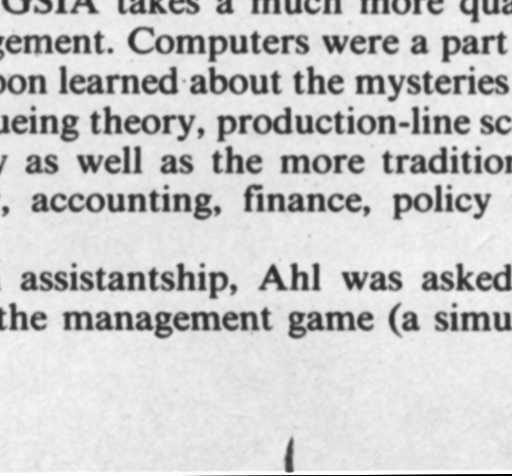 GSIA takes a much more qua
gement. Computers were a part
oon learned about the mysteries
ueing theory, production-line sc
y as well as the more tradition
, accounting, finance, policy
assistantship, Ahl was asked
the management game (a simu